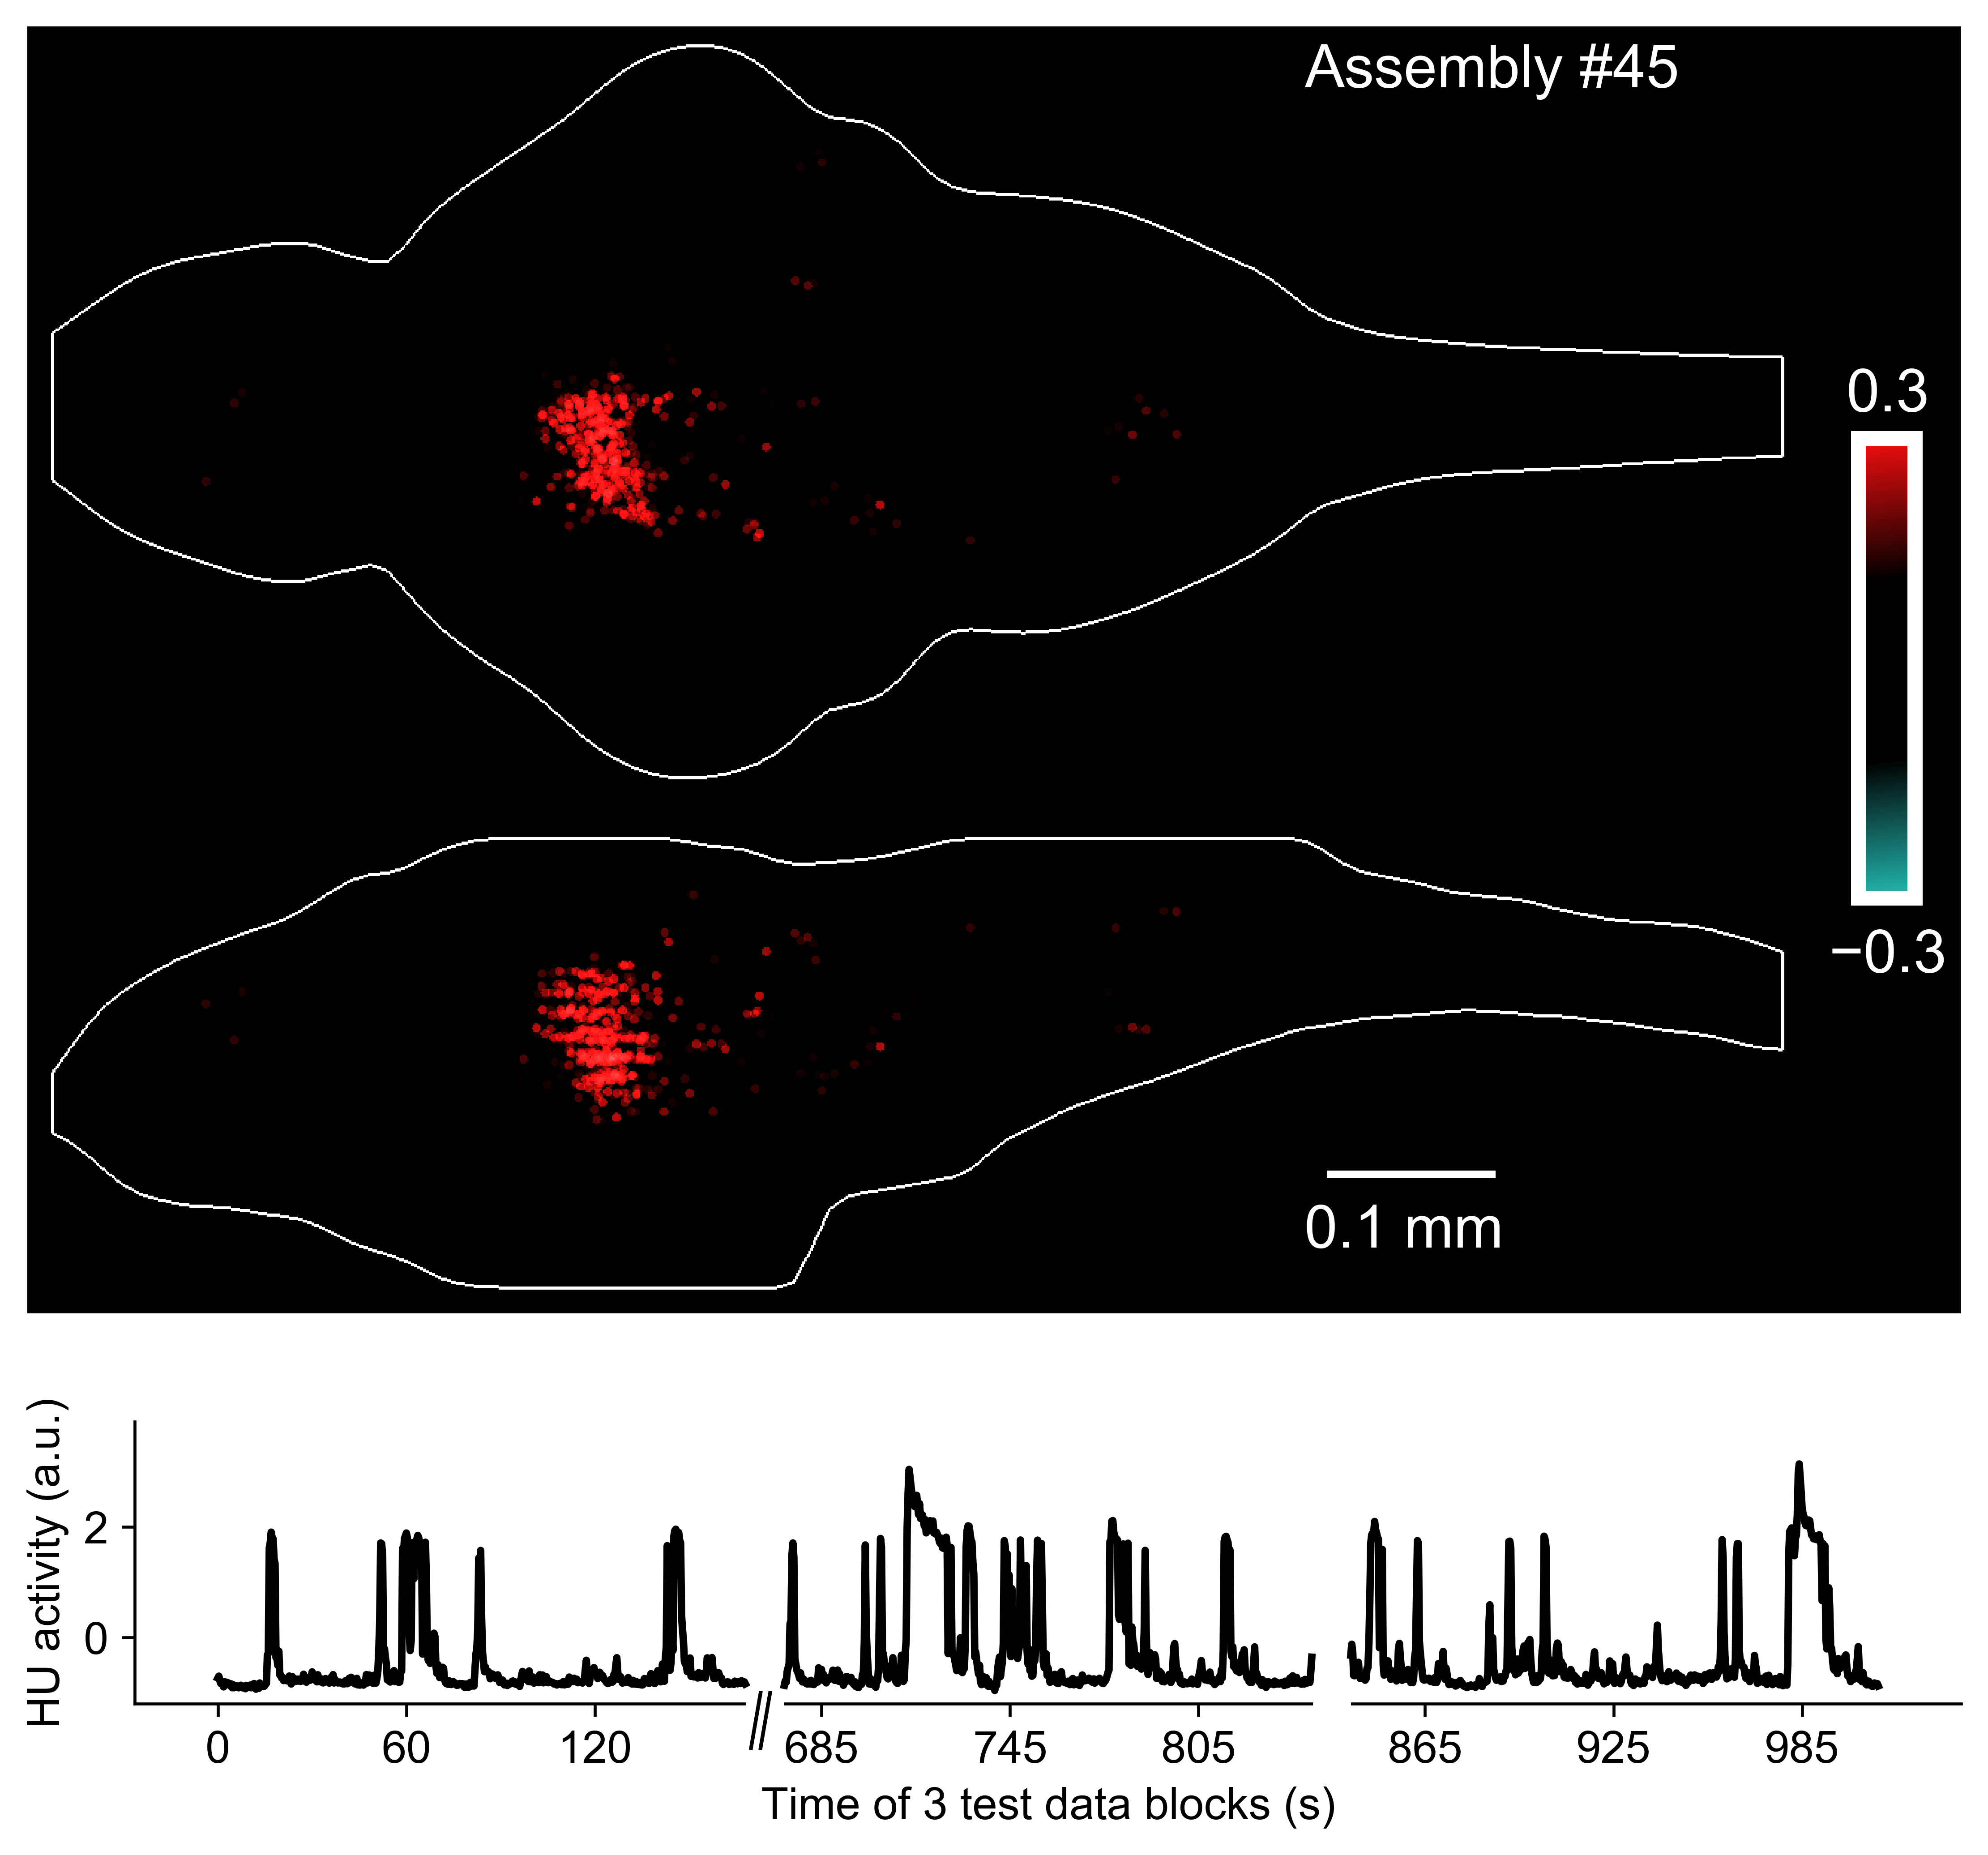 Assembly #45
0.3
−0.3
0.1 mm
HU activity (a.u.)
2
0
0 60 120 685 745 805 865 925 985
Time of 3 test data blocks (s)